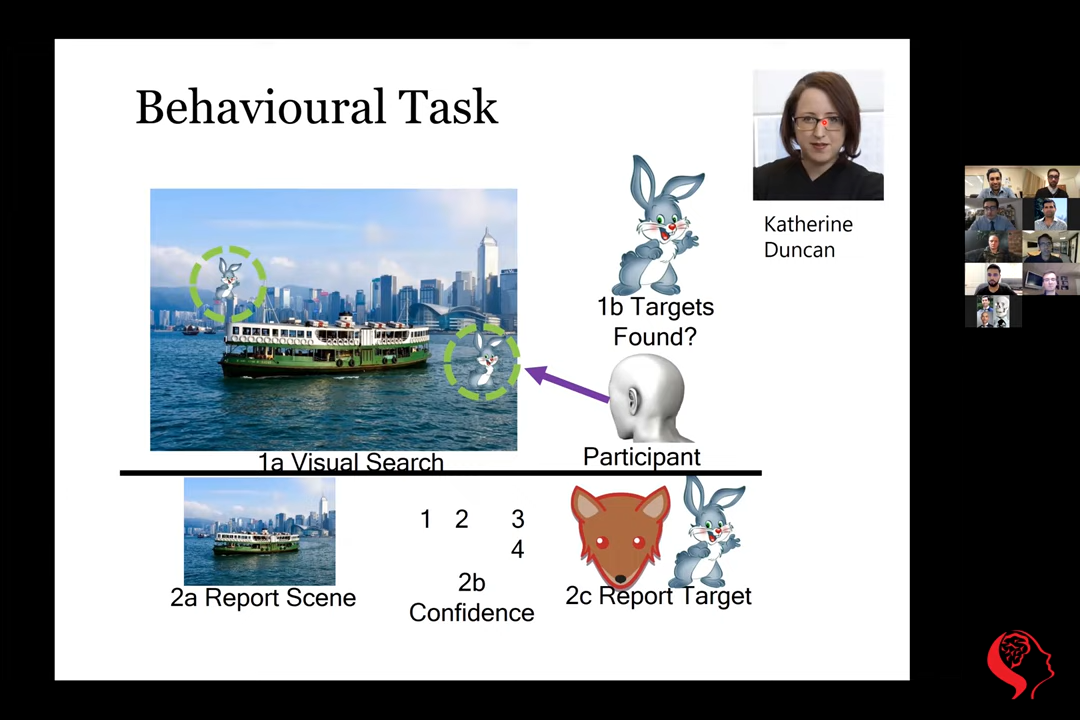 Behavioural Task
Katherine
Duncan
1b Targets
Found?
Participant
1a Visual Search
1 2 3
4
2a Report Scene
2b
Confidence
2c Report Target